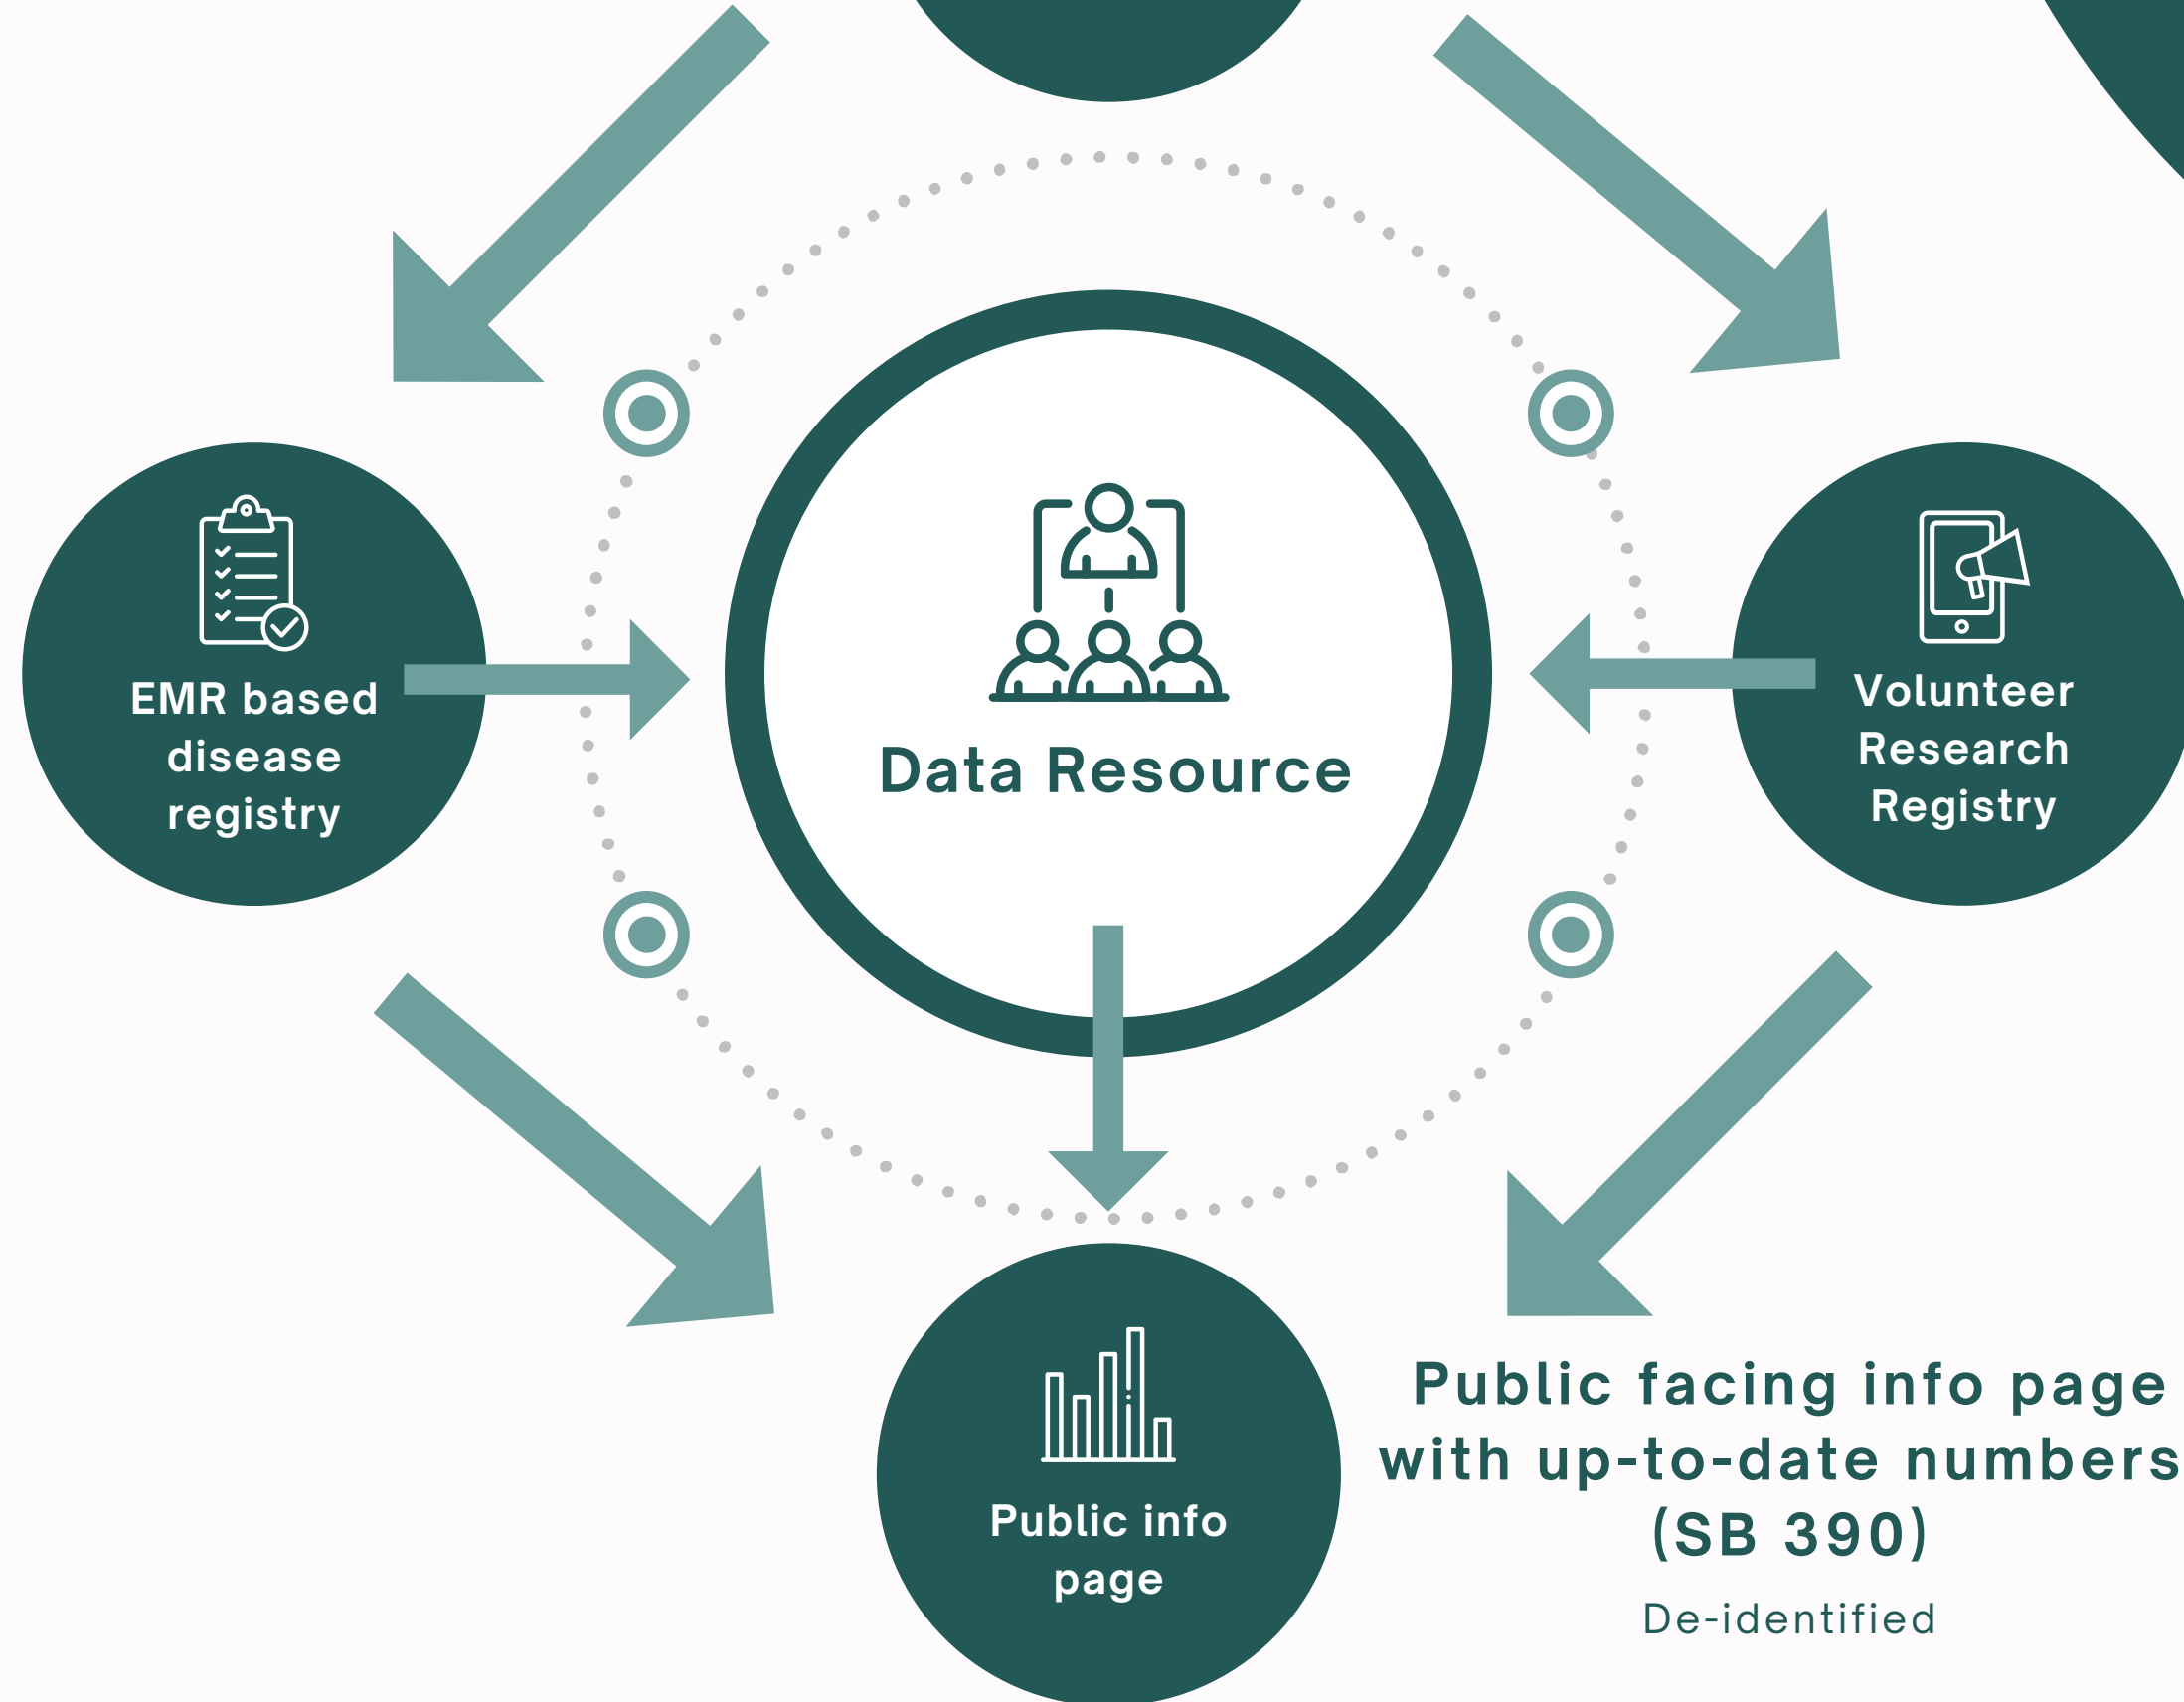 EMR based
disease
registry
Data Resource
Volunteer
Research
Registry
Public info
page
Public facing info page
with up-to-date numbers
(SB 390)
De-identified